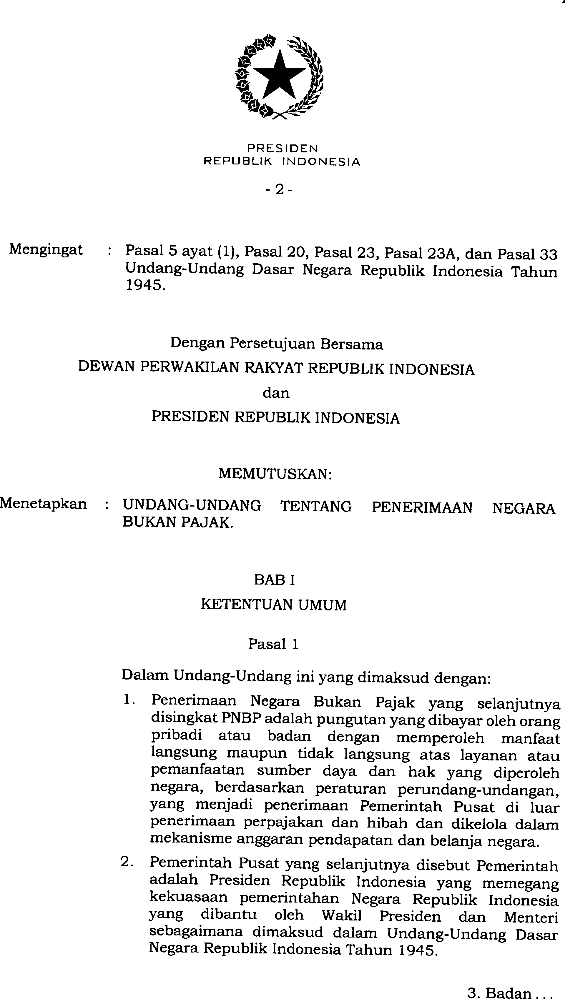 PRESIDEN
REPUBLIK INDONESIA
- 2 -
Mengingat : Pasal 5 ayat (1), Pasal 20, Pasal 23, Pasal 23A, dan Pasal 33
Undang-Undang Dasar Negara Republik Indonesia Tahun
1945.
Dengan Persetujuan Bersama
DEWAN PERWAKILAN RAKYAT REPUBLIK INDONESIA
dan
PRESIDEN REPUBLIK INDONESIA
MEMUTUSKAN:
Menetapkan : UNDANG-UNDANG TENTANG PENERIMAAN NEGARA
BUKAN PAJAK.
BAB I
KETENTUAN UMUM
Pasal 1
Dalam Undang-Undang ini yang dimaksud dengan:
1. Penerimaan Negara Bukan Pajak yang selanjutnya
disingkat PNBP adalah pungutan yang dibayar oleh orang
pribadi atau badan dengan memperoleh manfaat
langsung maupun tidak langsung atas layanan atau
pemanfaatan sumber daya dan hak yang diperoleh
negara, berdasarkan peraturan perundang-undangan,
yang menjadi penerimaan Pemerintah Pusat di luar
penerimaan perpajakan dan hibah dan dikelola dalam
mekanisme anggaran pendapatan dan belanja negara.
2. Pemerintah Pusat yang selanjutnya disebut Pemerintah
adalah Presiden Republik Indonesia yang memegang
kekuasaan pemerintahan Negara Republik Indonesia
yang dibantu oleh Wakil Presiden dan Menteri
sebagaimana dimaksud dalam Undang-Undang Dasar
Negara Republik Indonesia Tahun 1945.
3. Badan . . .